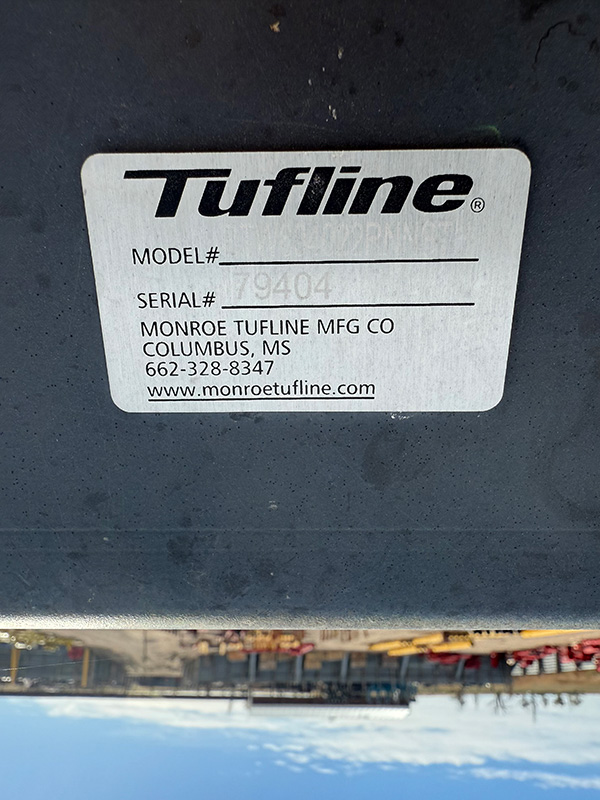 Tufline®
MODEL#
SERIAL# 79404
MONROE TUFLINE MFG CO
COLUMBUS, MS
662-328-8347
www.monroetufline.com